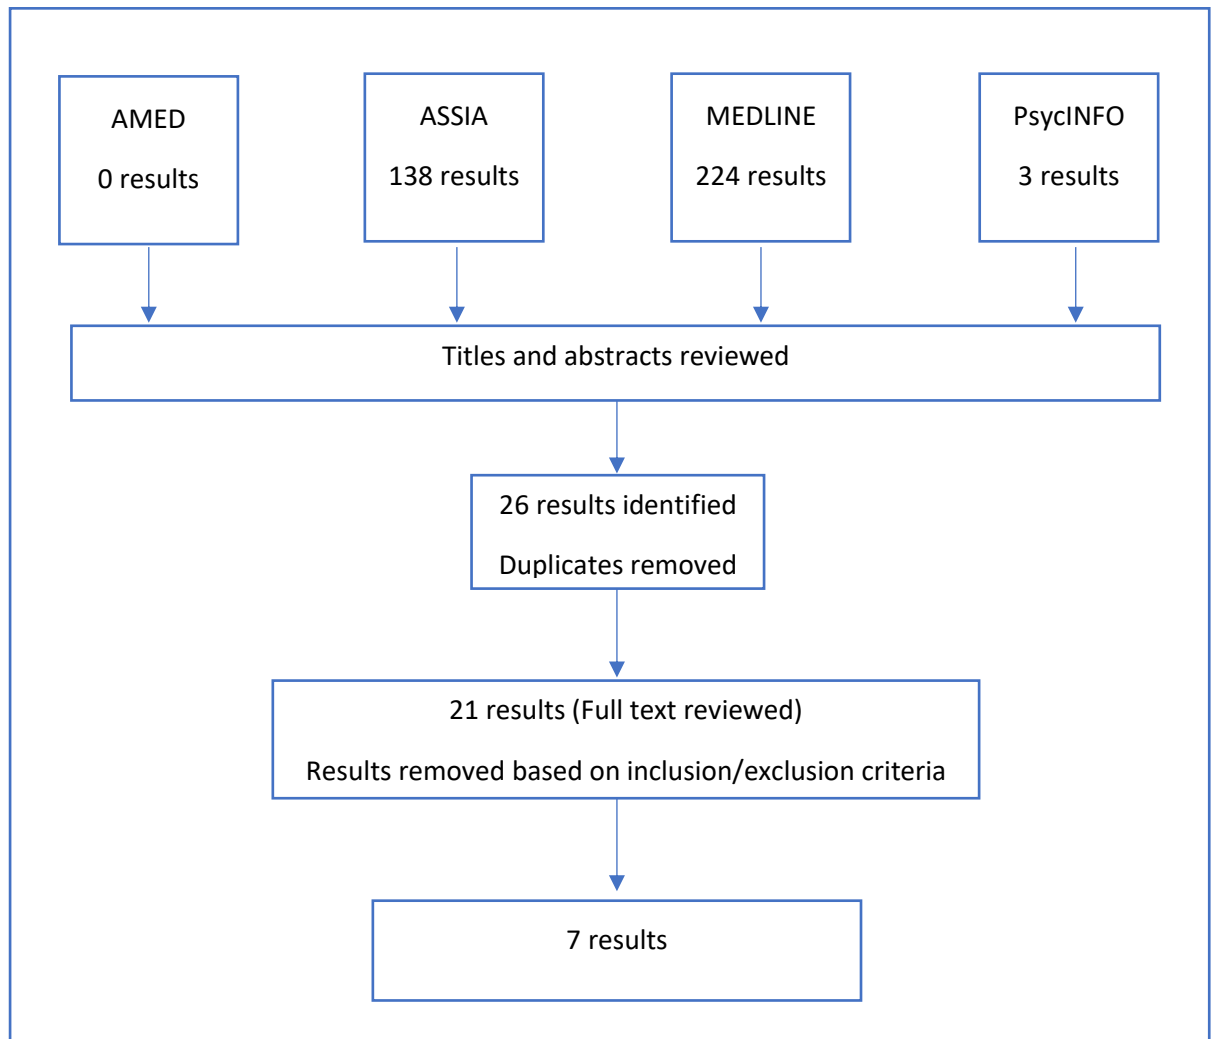 AMED
0 results
ASSIA
138 results
MEDLINE
224 results
PsycINFO
3 results
Titles and abstracts reviewed
26 results identified
Duplicates removed
21 results (Full text reviewed)
Results removed based on inclusion/exclusion criteria
7 results